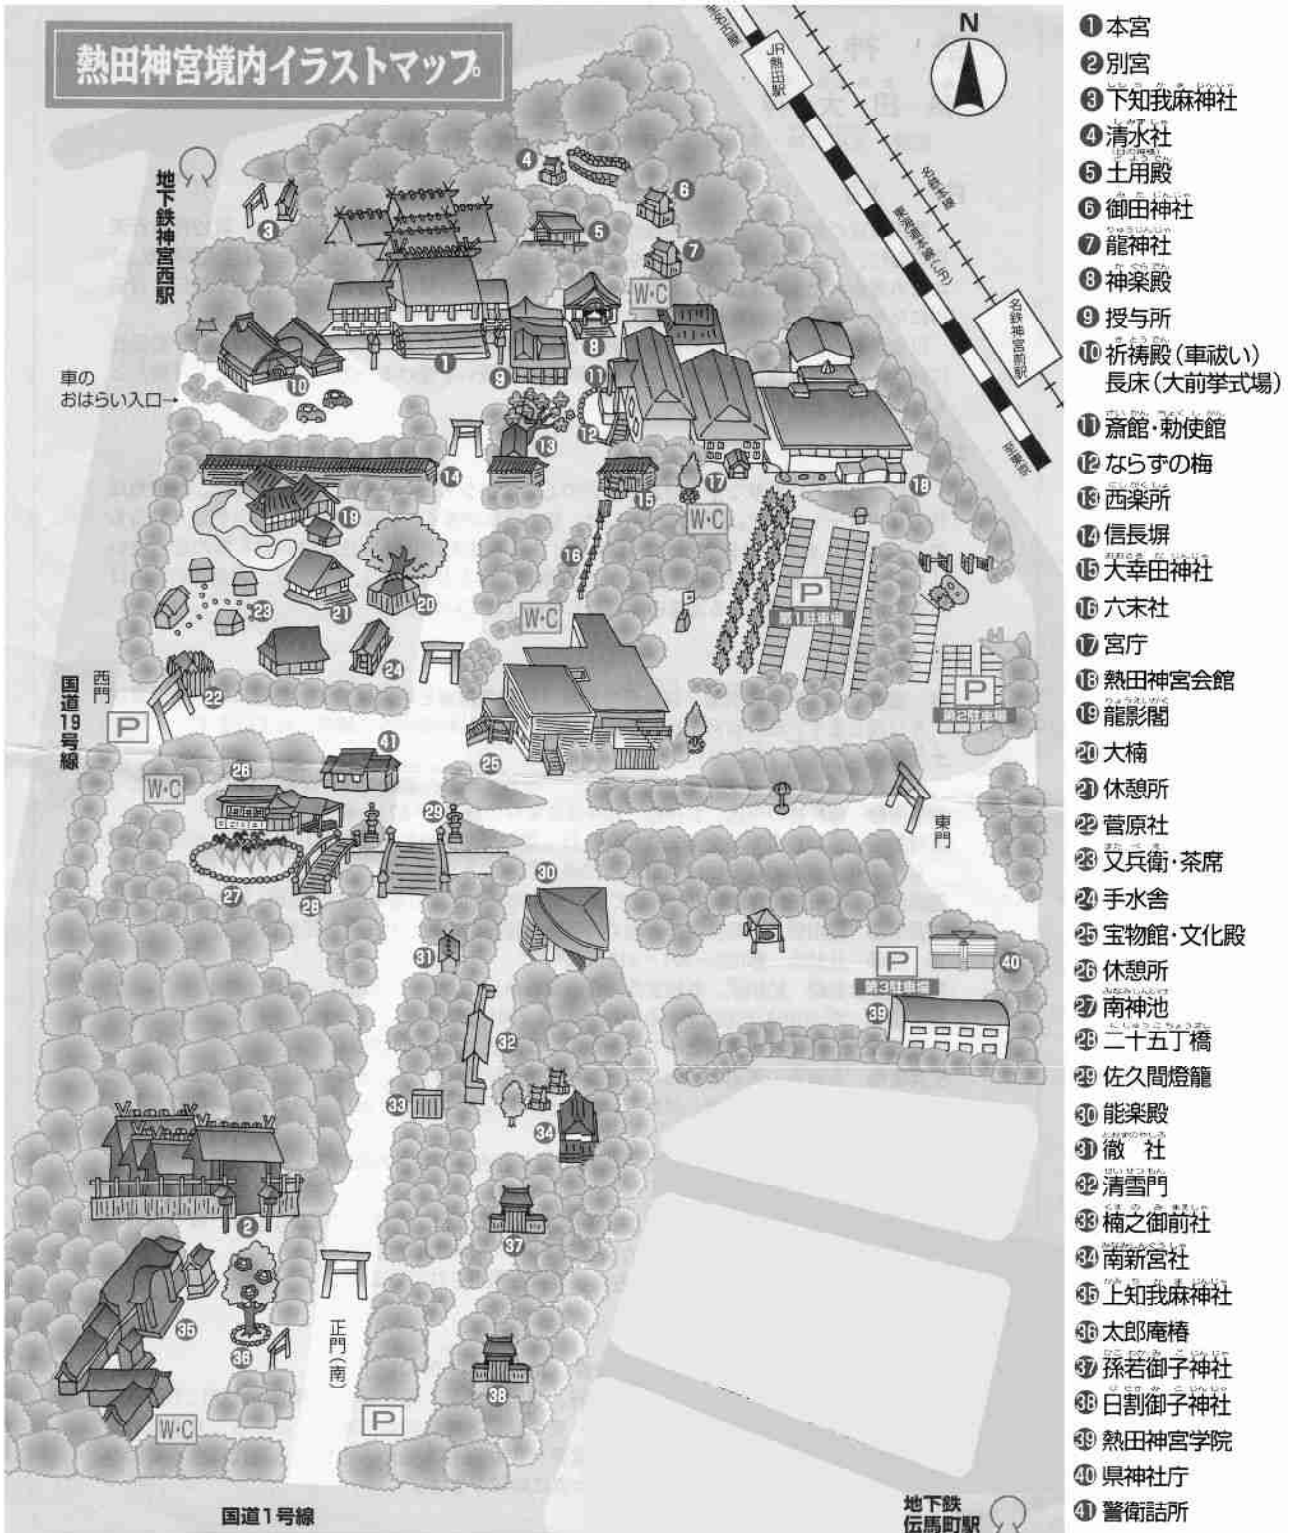 熱田神宮境内イラストマップ
N
JR熱田駅
名鉄神宮前駅
地下鉄神宮西駅
車の
おはらい入口→
国道19号線
西門
東門
正門(南)
国道1号線
地下鉄
伝馬町駅
W·C
W·C
W·C
W·C
W·C
P
第1駐車場
P
第2駐車場
P
第3駐車場
P
P
❶本宮
❷別宮
❸下知我麻神社
❹清水社
❺土用殿
❻御田神社
❼龍神社
❽神楽殿
❾授与所
❿祈祷殿(車祓い)
長床(大前挙式場)
⓫斎館・勅使館
⓬ならずの梅
⓭西楽所
⓮信長塀
⓯大幸田神社
⓰六末社
⓱宮庁
⓲熱田神宮会館
⓳龍影閣
⓴大楠
㉑休憩所
㉒菅原社
㉓又兵衛・茶席
㉔手水舎
㉕宝物館・文化殿
㉖休憩所
㉗南神池
㉘二十五丁橋
㉙佐久間燈籠
㉚能楽殿
㉛徹 社
㉜清雪門
㉝楠之御前社
㉞南新宮社
㉟上知我麻神社
㊱太郎庵椿
㊲孫若御子神社
㊳日割御子神社
㊴熱田神宮学院
㊵県神社庁
㊶警衛詰所